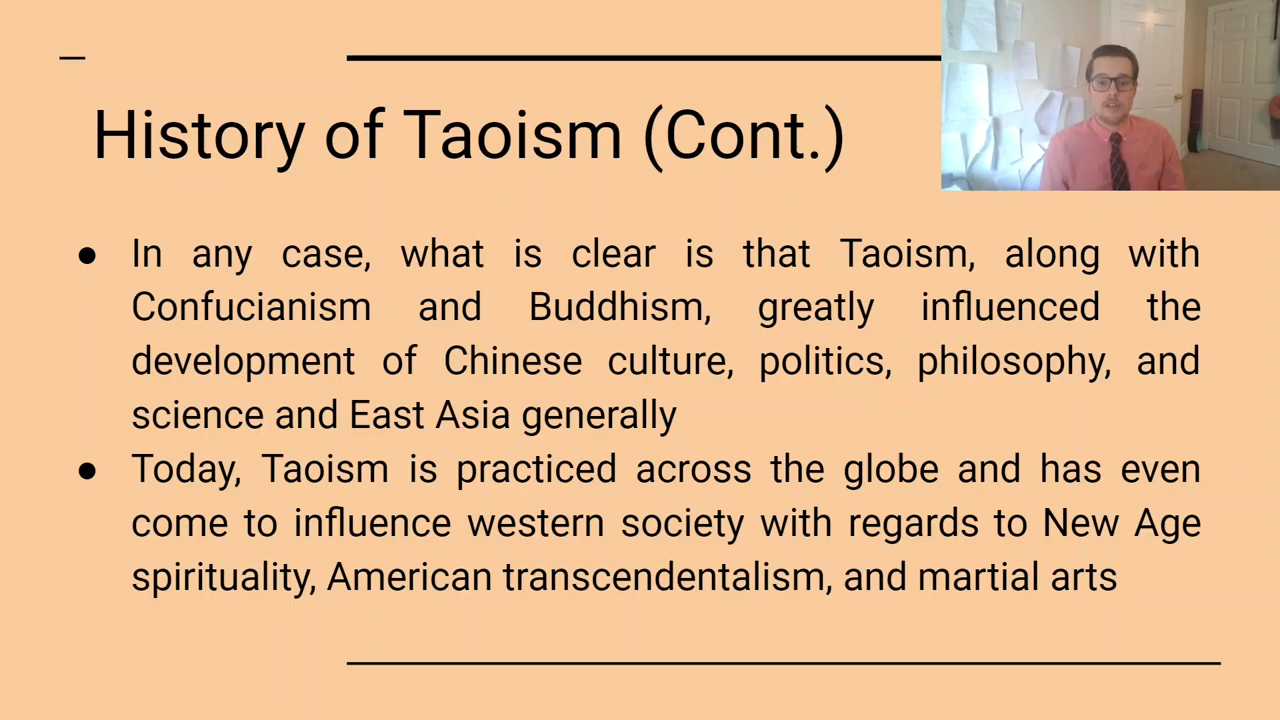 History of Taoism (Cont.)
● In any case, what is clear is that Taoism, along with
Confucianism and Buddhism, greatly influenced the
development of Chinese culture, politics, philosophy, and
science and East Asia generally
● Today, Taoism is practiced across the globe and has even
come to influence western society with regards to New Age
spirituality, American transcendentalism, and martial arts